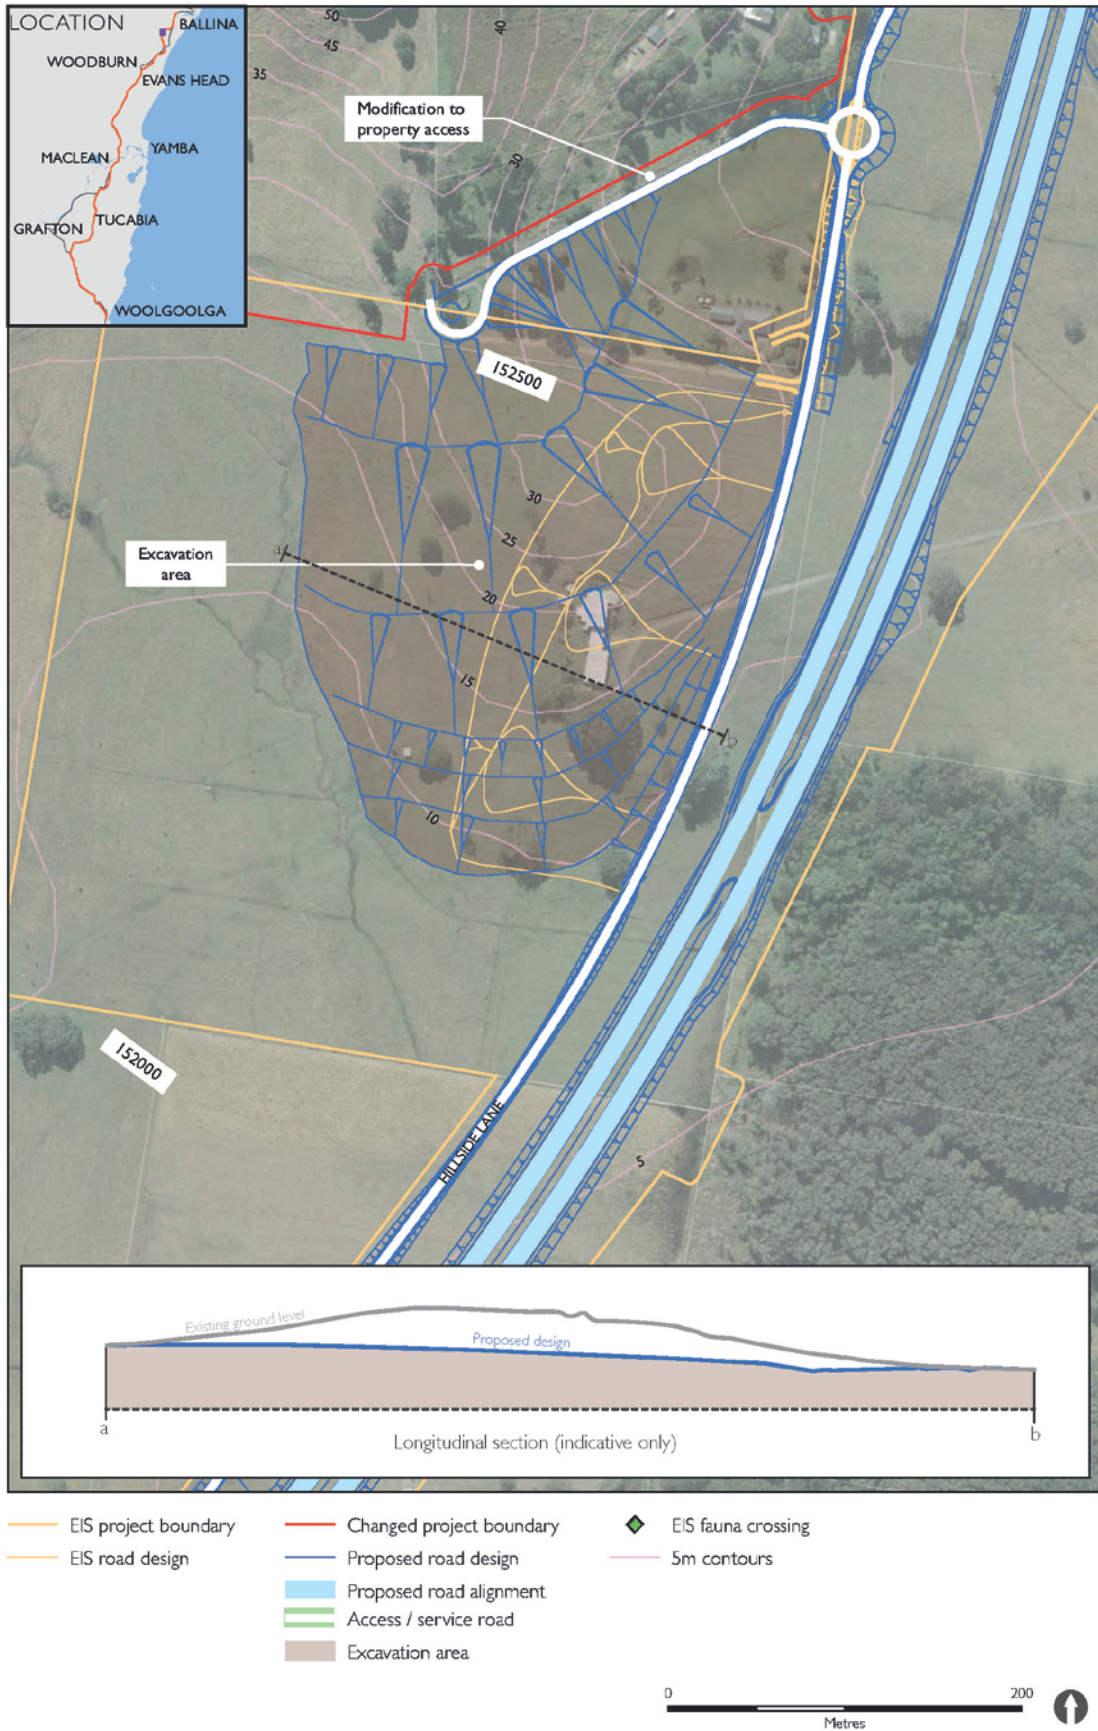 LOCATION
BALLINA
WOODBURN
EVANS HEAD
MACLEAN
YAMBA
TUCABIA
GRAFTON
WOOLGOOLGA
50
45
40
35
30
Modification to
property access
152500
30
25
20
15
10
Excavation
area
a
b
152000
HILLSIDE LANE
5
Existing ground level
Proposed design
a
b
Longitudinal section (indicative only)
EIS project boundary
EIS road design
Changed project boundary
Proposed road design
Proposed road alignment
Access / service road
Excavation area
EIS fauna crossing
5m contours
0
200
Metres